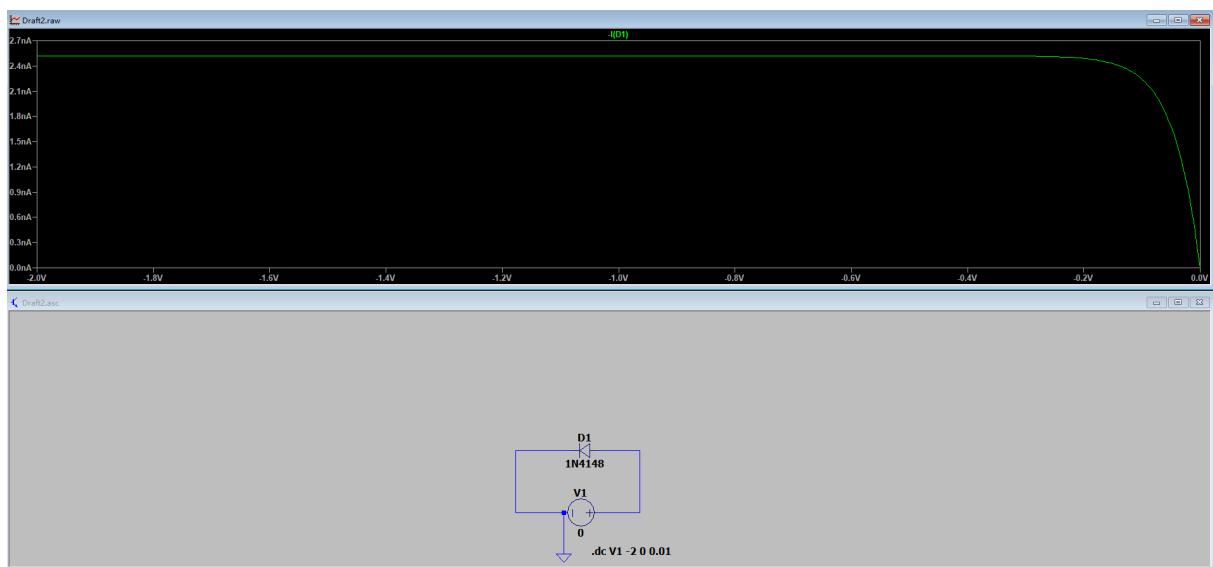 Draft2.raw
-I(D1)
2.7nA
2.4nA
2.1nA
1.8nA
1.5nA
1.2nA
0.9nA
0.6nA
0.3nA
0.0nA
-2.0V -1.8V -1.6V -1.4V -1.2V -1.0V -0.8V -0.6V -0.4V -0.2V 0.0V
Draft2.asc
D1
1N4148
V1
0
.dc V1 -2 0 0.01